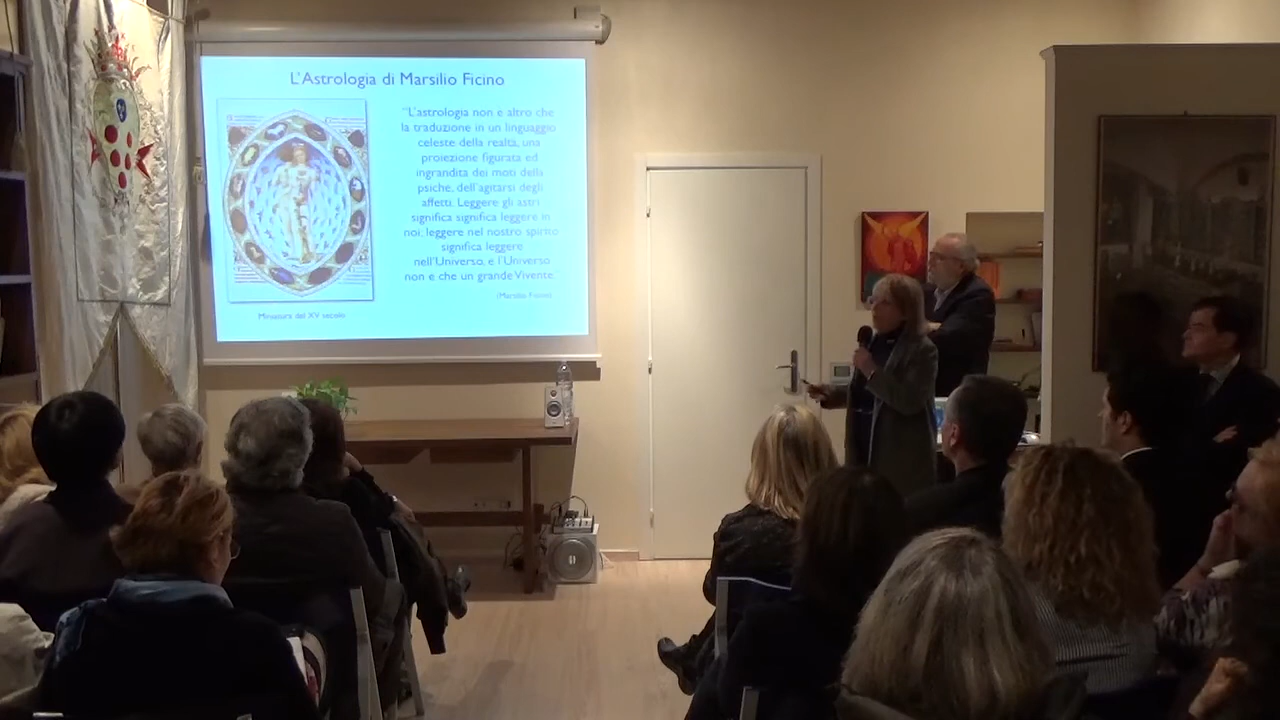 L'Astrologia di Marsilio Ficino
"L'astrologia non e altro che
la traduzione in un linguaggio
celeste della realtà, una
proiezione figurata ed
ingrandita dei moti della
psiche, dell'agitarsi degli
affetti. Leggere gli astri
significa significa leggere in
noi; leggere nel nostro spirito
significa leggere
nell'Universo, e l'Universo
non e che un grande Vivente.
(Marsilio Ficino)
Miniatura del XV secolo